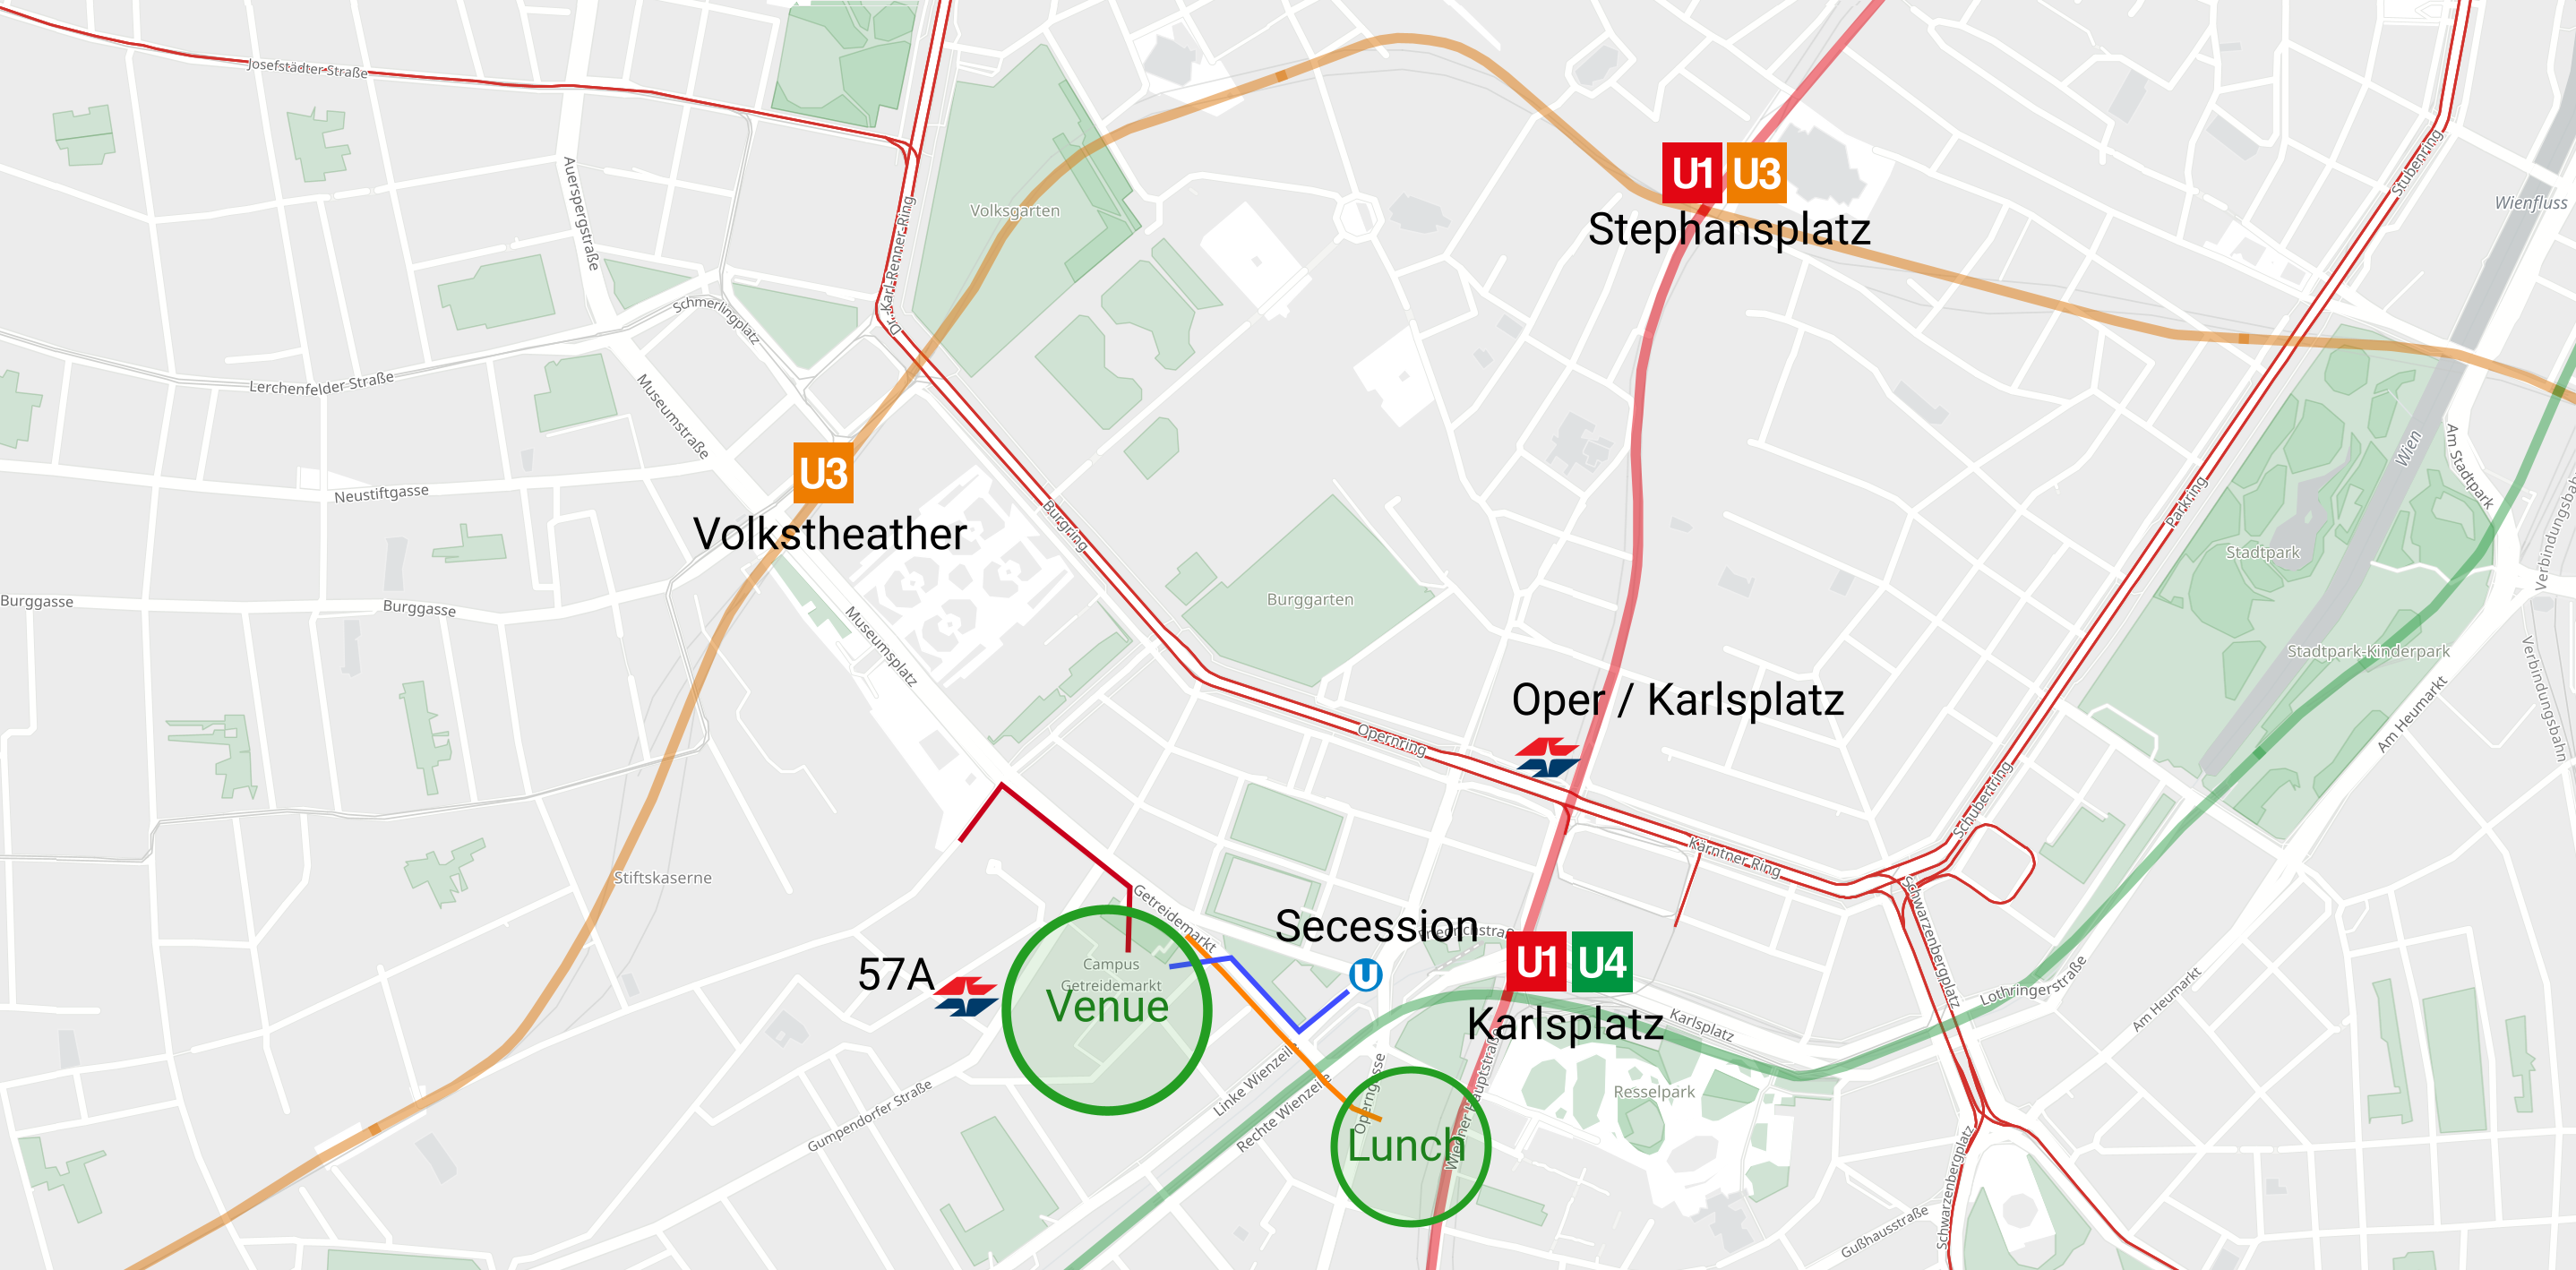 Josefstädter Straße
Auerspergstraße
Dr.-Karl-Renner-Ring
Volksgarten
U1 U3
Stephansplatz
Stubenring
Wienfluss
Schmerlingplatz
Lerchenfelder Straße
Museumstraße
Neustiftgasse
U3
Volkstheather
Burgring
Parkring
Wien
Am Stadtpark
Verbindungsbahn
Stadtpark
Burggasse
Burggasse
Museumsplatz
Burggarten
Stadtpark-Kinderpark
Verbindungsbahn
Oper / Karlsplatz
Opernring
Am Heumarkt
Schubertring
Kärntner Ring
Stiftskaserne
Getreidemarkt
Secession
U
Schwarzenbergplatz
57A
Campus
Getreidemarkt
Venue
U1 U4
Karlsplatz
Karlsplatz
Lothringerstraße
Am Heumarkt
Linke Wienzeile
Rechte Wienzeile
Operngasse
Wiedner Hauptstraße
Resselpark
Gumpendorfer Straße
Lunch
Schwarzenbergplatz
Gußhausstraße